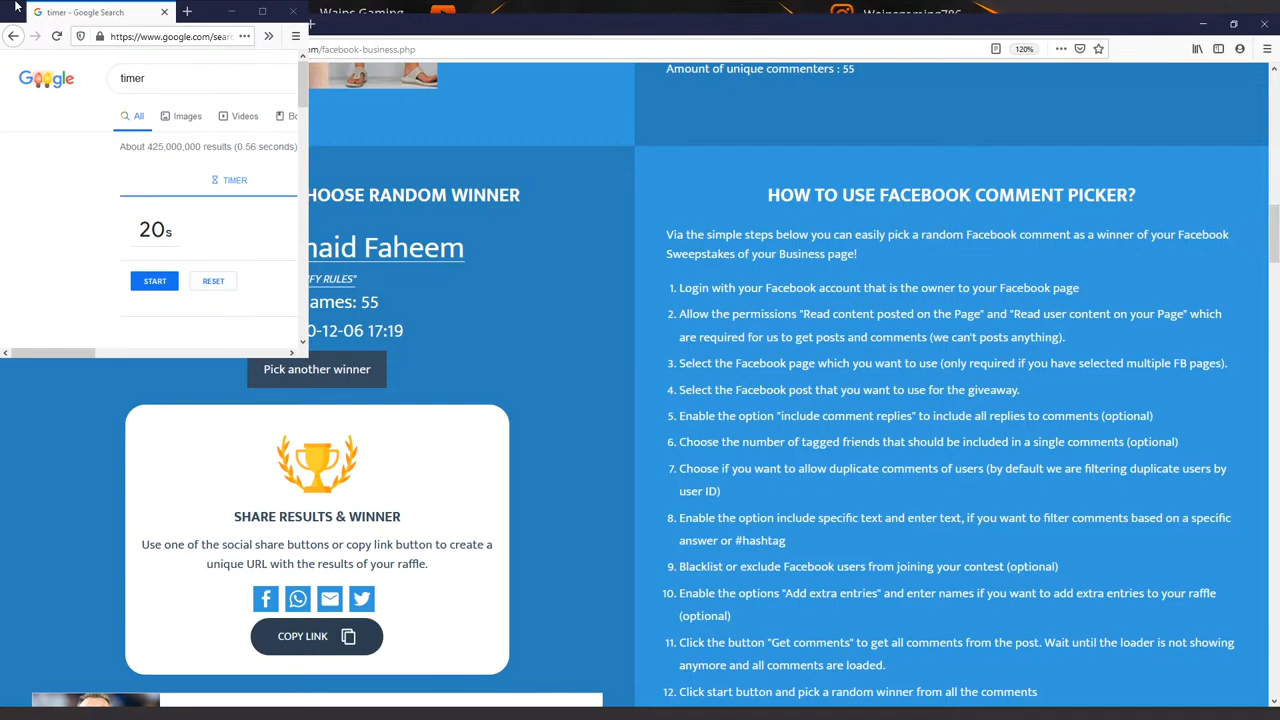 Waips Gaming
Wainsgaming786
timer - Google Search
https://www.google.com/sear
om/facebook-business.php
120%
Google
timer
All
Images
Videos
Bo
About 425,000,000 results (0.56 seconds)
TIMER
20s
START
RESET
Amount of unique commenters : 55
HOOSE RANDOM WINNER
naid Faheem
FY RULES"
ames: 55
0-12-06 17:19
Pick another winner
SHARE RESULTS & WINNER
Use one of the social share buttons or copy link button to create a
unique URL with the results of your raffle.
COPY LINK
HOW TO USE FACEBOOK COMMENT PICKER?
Via the simple steps below you can easily pick a random Facebook comment as a winner of your Facebook
Sweepstakes of your Business page!
1. Login with your Facebook account that is the owner to your Facebook page
2. Allow the permissions "Read content posted on the Page" and "Read user content on your Page" which
are required for us to get posts and comments (we can't posts anything).
3. Select the Facebook page which you want to use (only required if you have selected multiple FB pages).
4. Select the Facebook post that you want to use for the giveaway.
5. Enable the option "include comment replies" to include all replies to comments (optional)
6. Choose the number of tagged friends that should be included in a single comments (optional)
7. Choose if you want to allow duplicate comments of users (by default we are filtering duplicate users by
user ID)
8. Enable the option include specific text and enter text, if you want to filter comments based on a specific
answer or #hashtag
9. Blacklist or exclude Facebook users from joining your contest (optional)
10. Enable the options "Add extra entries" and enter names if you want to add extra entries to your raffle
(optional)
11. Click the button "Get comments" to get all comments from the post. Wait until the loader is not showing
anymore and all comments are loaded.
12. Click start button and pick a random winner from all the comments